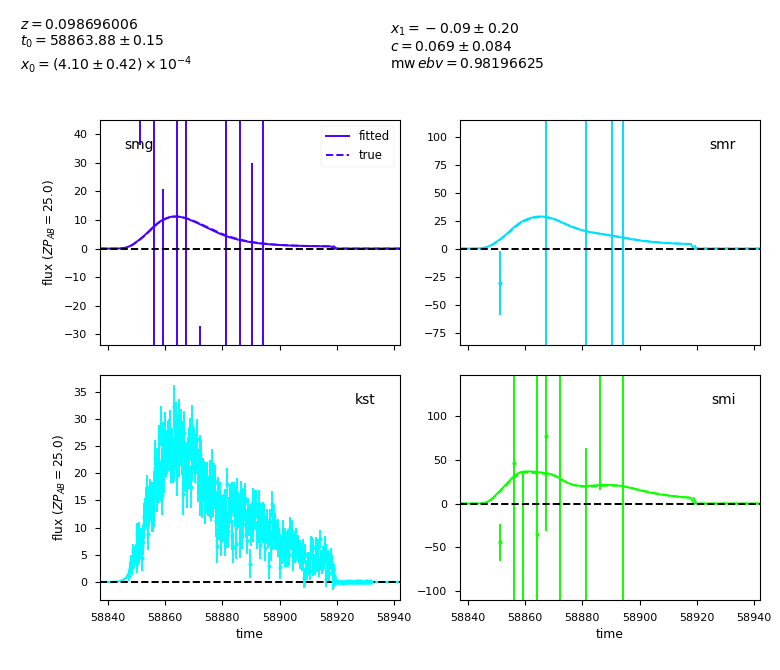 z = 0.098696006
t₀ = 58863.88 ± 0.15
x₀ = (4.10 ± 0.42) × 10⁻⁴
x₁ = −0.09 ± 0.20
c = 0.069 ± 0.084
mw ebv = 0.98196625
smg
fitted
true
40
30
20
10
0
−10
−20
−30
flux (ZP_AB = 25.0)
smr
100
75
50
25
0
−25
−50
−75
kst
35
30
25
20
15
10
5
0
flux (ZP_AB = 25.0)
58840 58860 58880 58900 58920 58940
time
smi
100
50
0
−50
−100
58840 58860 58880 58900 58920 58940
time